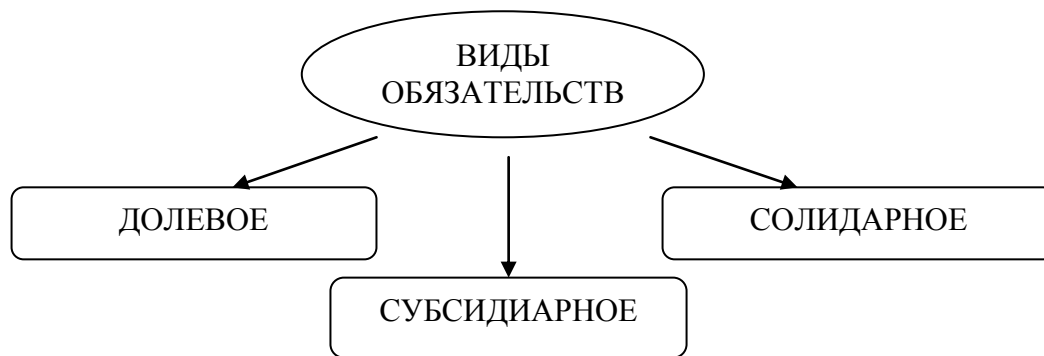 ВИДЫ
ОБЯЗАТЕЛЬСТВ
ДОЛЕВОЕ
СОЛИДАРНОЕ
СУБСИДИАРНОЕ